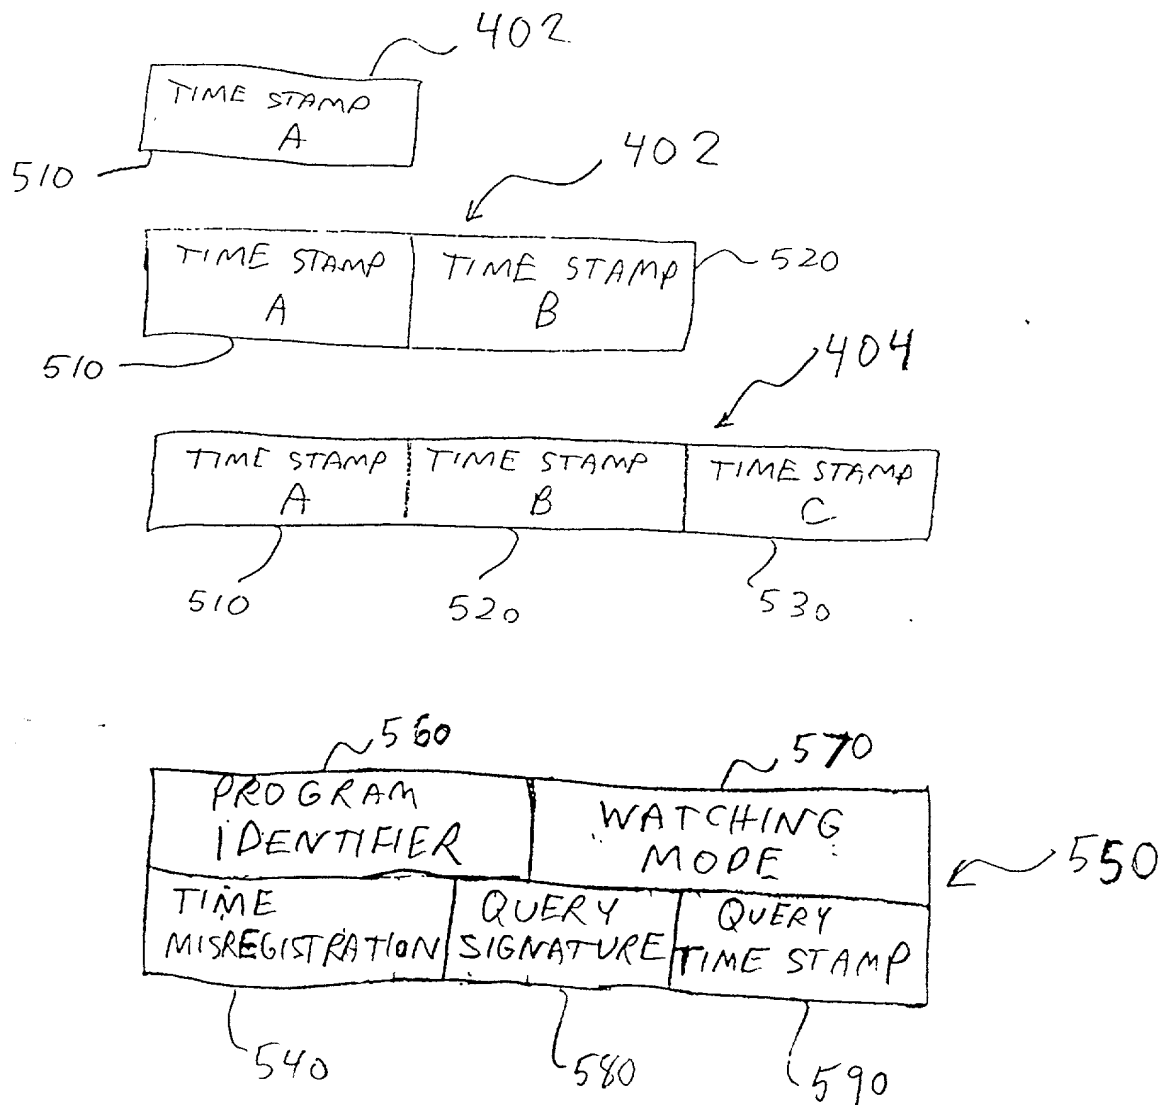 402
TIME STAMP
A
510
402
TIME STAMP
A
TIME STAMP
B
520
510
404
TIME STAMP
A
TIME STAMP
B
TIME STAMP
C
510
520
530
560
570
PROGRAM
IDENTIFIER
WATCHING
MODE
550
TIME
MISREGISTRATION
QUERY
SIGNATURE
QUERY
TIME STAMP
540
580
590